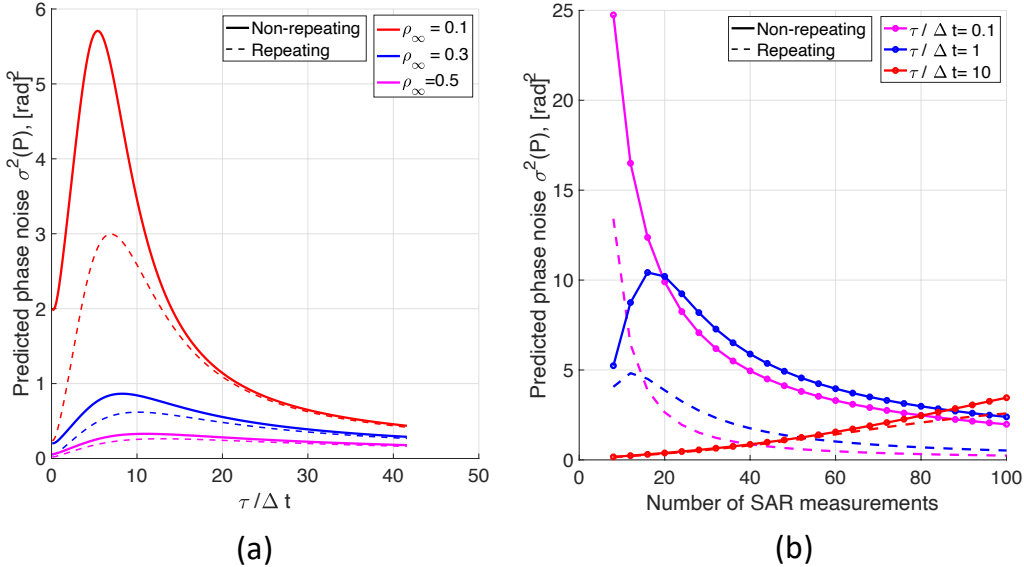 Predicted phase noise σ²(P), [rad]²
6
5
4
3
2
1
0
0 10 20 30 40 50
τ / Δ t
Non-repeating
Repeating
ρ∞ = 0.1
ρ∞ = 0.3
ρ∞ =0.5
(a)
Predicted phase noise σ²(P), [rad]²
25
20
15
10
5
0
20 40 60 80 100
Number of SAR measurements
Non-repeating
Repeating
τ / Δ t= 0.1
τ / Δ t= 1
τ / Δ t= 10
(b)